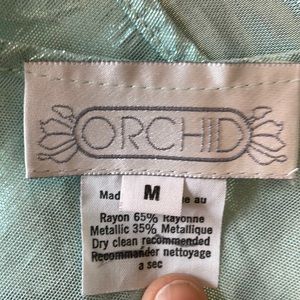 ORCHID
M
Rayon 65% Rayonne
Metallic 35% Metallique
Dry clean recommended
Recommander nettoyage
a sec